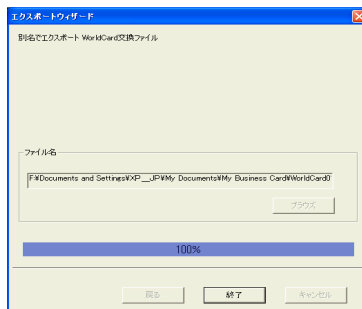 エクスポートウィザード
別名でエクスポート WorldCard交換ファイル
ファイル名
F:¥Documents and Settings¥XP__JP¥My Documents¥My Business Card¥WorldCard
ブラウズ
100%
戻る
終了
キャンセル